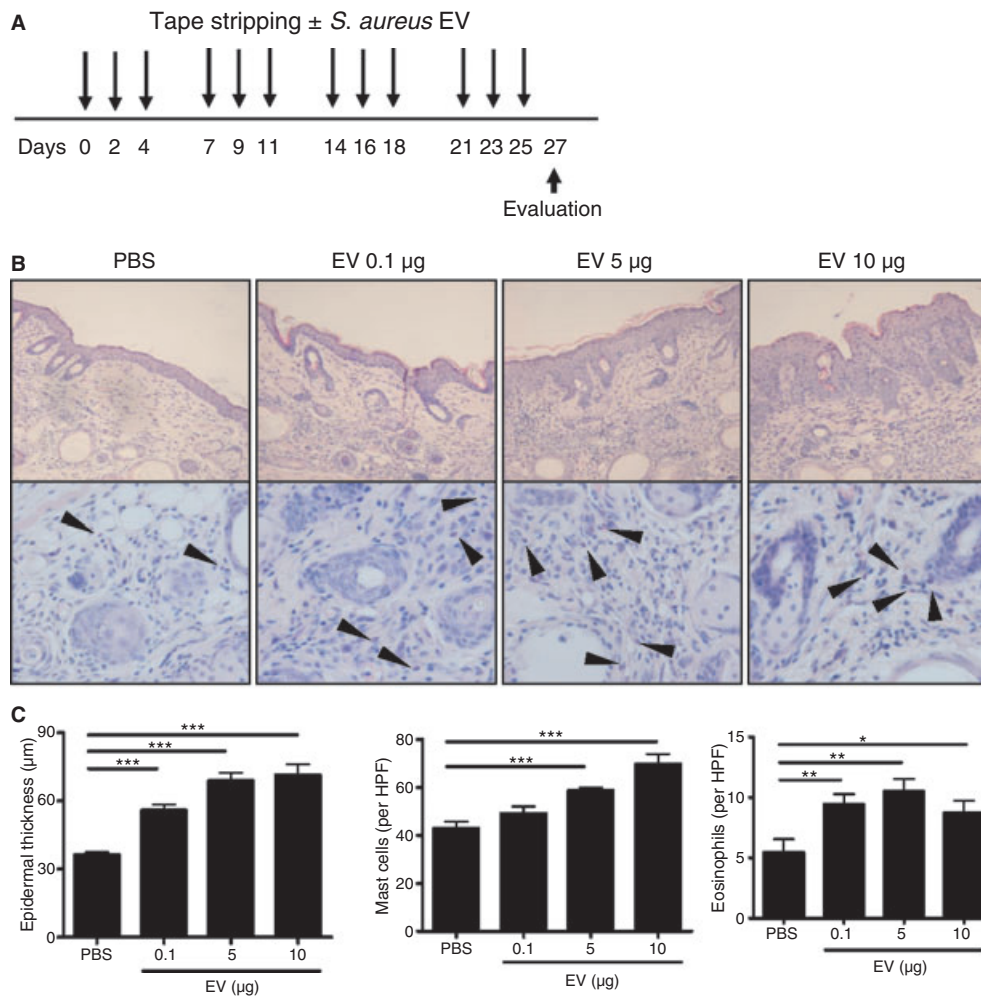 A
Tape stripping ± S. aureus EV
Days 0 2 4 7 9 11 14 16 18 21 23 25 27
Evaluation
B
PBS EV 0.1 µg EV 5 µg EV 10 µg
C
Epidermal thickness (µm)
90
60
30
0
***
***
***
PBS 0.1 5 10
EV (µg)
Mast cells (per HPF)
80
60
40
20
0
***
***
PBS 0.1 5 10
EV (µg)
Eosinophils (per HPF)
15
10
5
0
*
**
**
PBS 0.1 5 10
EV (µg)